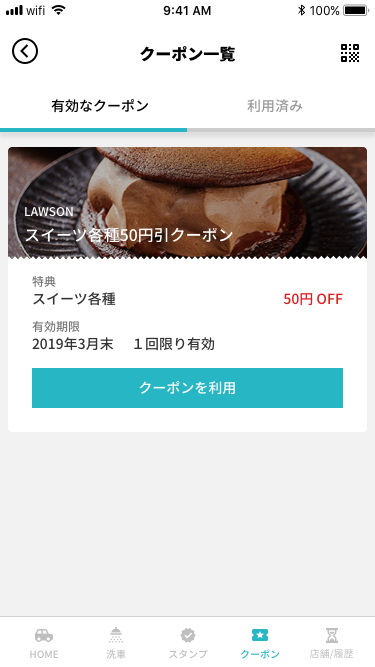 wifi 9:41 AM 100%
クーポン一覧
有効なクーポン 利用済み
LAWSON
スイーツ各種50円引クーポン
特典
スイーツ各種 50円 OFF
有効期限
2019年3月末 １回限り有効
クーポンを利用
HOME 洗車 スタンプ クーポン 店舗/履歴